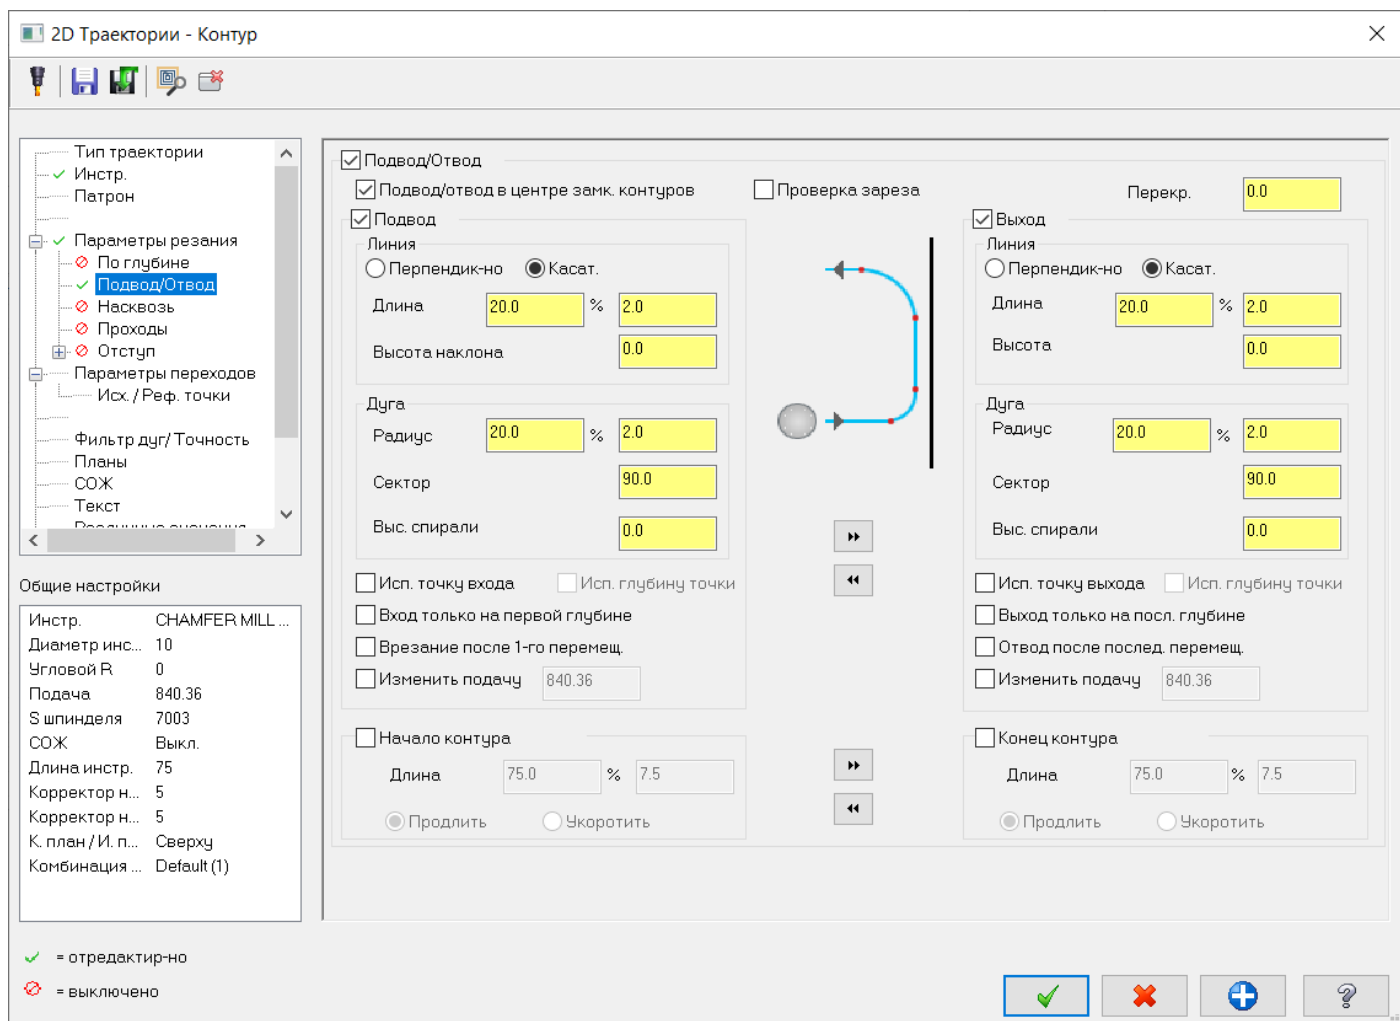 2D Траектории - Контур
Тип траектории
Инстр.
Патрон
Параметры резания
По глубине
Подвод/Отвод
Насквозь
Проходы
Отступ
Параметры переходов
Исх. / Реф. точки
Фильтр дуг/ Точность
Планы
СОЖ
Текст
Общие настройки
Инстр. CHAMFER MILL ...
Диаметр инс... 10
Угловой R 0
Подача 840.36
S шпинделя 7003
СОЖ Выкл.
Длина инстр. 75
Корректор н... 5
Корректор н... 5
К. план / И. п... Сверху
Комбинация ... Default (1)
= отредактир-но
= выключено
Подвод/Отвод
Подвод/отвод в центре замк. контуров
Проверка зареза
Перекр. 0.0
Подвод
Линия
Перпендик-но Касат.
Длина 20.0 % 2.0
Высота наклона 0.0
Дуга
Радиус 20.0 % 2.0
Сектор 90.0
Выс. спирали 0.0
Исп. точку входа Исп. глубину точки
Вход только на первой глубине
Врезание после 1-го перемещ.
Изменить подачу 840.36
Начало контура
Длина 75.0 % 7.5
Продлить Укоротить
Выход
Линия
Перпендик-но Касат.
Длина 20.0 % 2.0
Высота 0.0
Дуга
Радиус 20.0 % 2.0
Сектор 90.0
Выс. спирали 0.0
Исп. точку выхода Исп. глубину точки
Выход только на посл. глубине
Отвод после послед. перемещ.
Изменить подачу 840.36
Конец контура
Длина 75.0 % 7.5
Продлить Укоротить